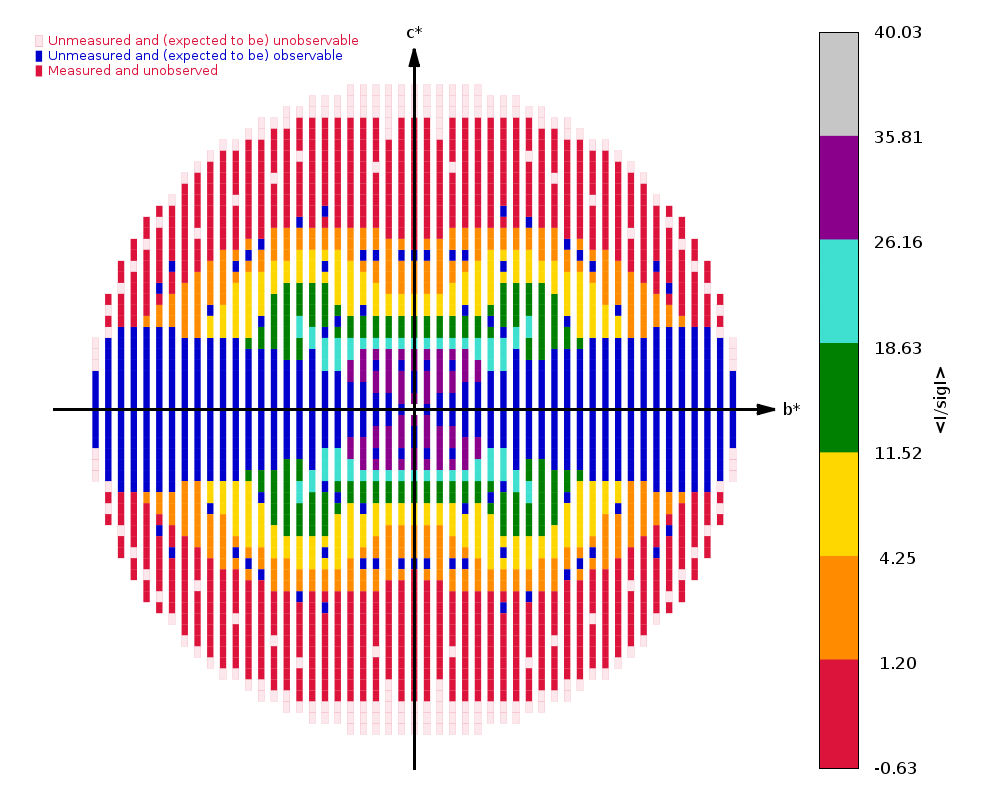 c*
Unmeasured and (expected to be) unobservable
Unmeasured and (expected to be) observable
Measured and unobserved
b*
40.03
35.81
26.16
18.63
11.52
4.25
1.20
-0.63
<I/sigI>